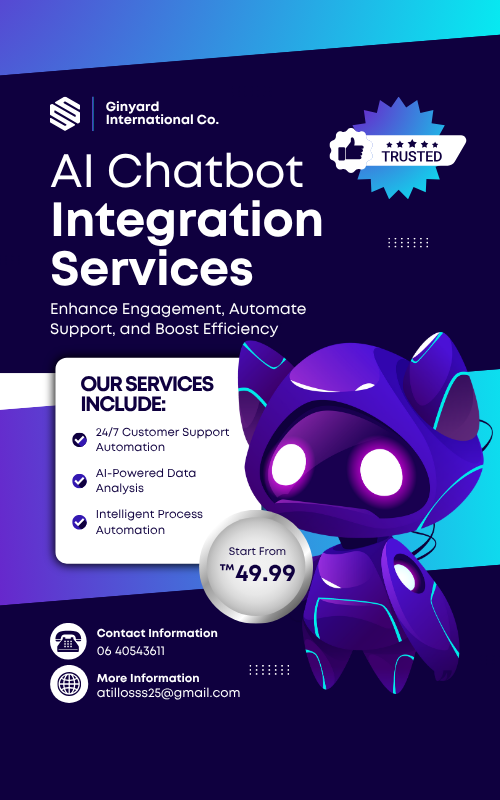 Ginyard
International Co.
TRUSTED
AI Chatbot
Integration
Services
Enhance Engagement, Automate
Support, and Boost Efficiency
OUR SERVICES
INCLUDE:
24/7 Customer Support
Automation
AI-Powered Data
Analysis
Intelligent Process
Automation
Start From
™49.99
Contact Information
06 40543611
More Information
atillosss25@gmail.com